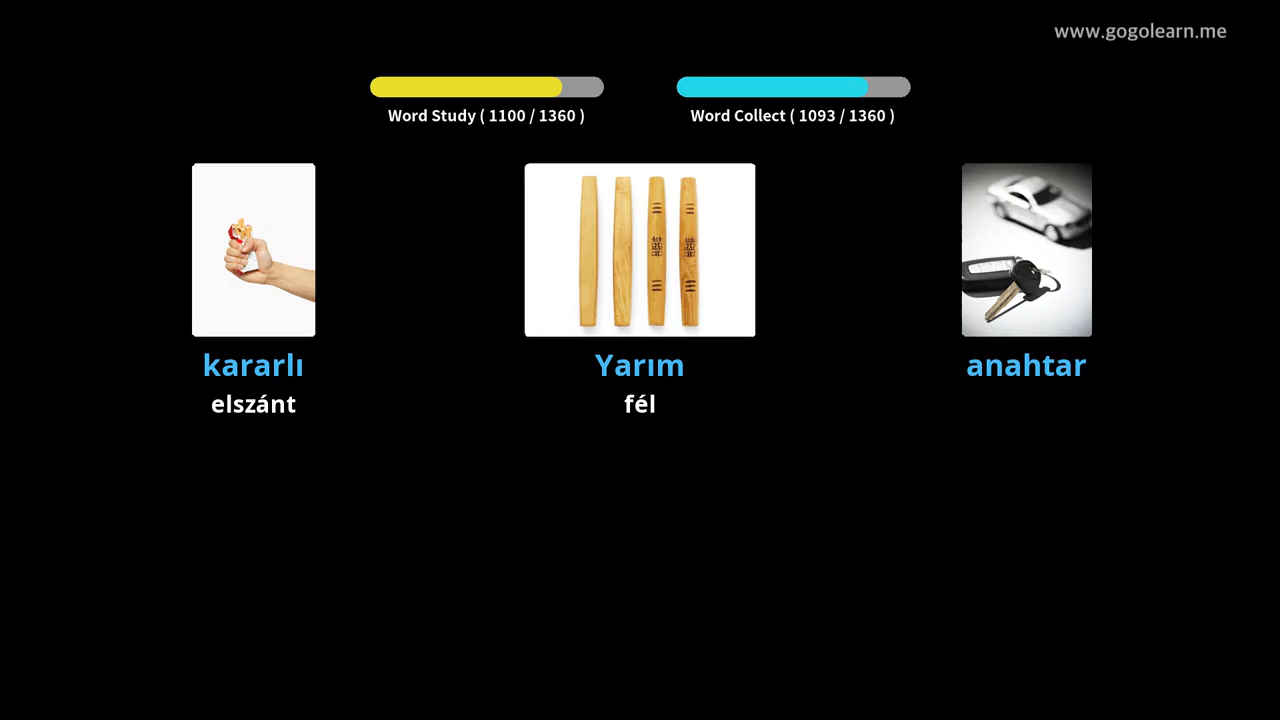 www.gogolearn.me
Word Study ( 1100 / 1360 )
Word Collect ( 1093 / 1360 )
kararlı
elszánt
Yarım
fél
anahtar